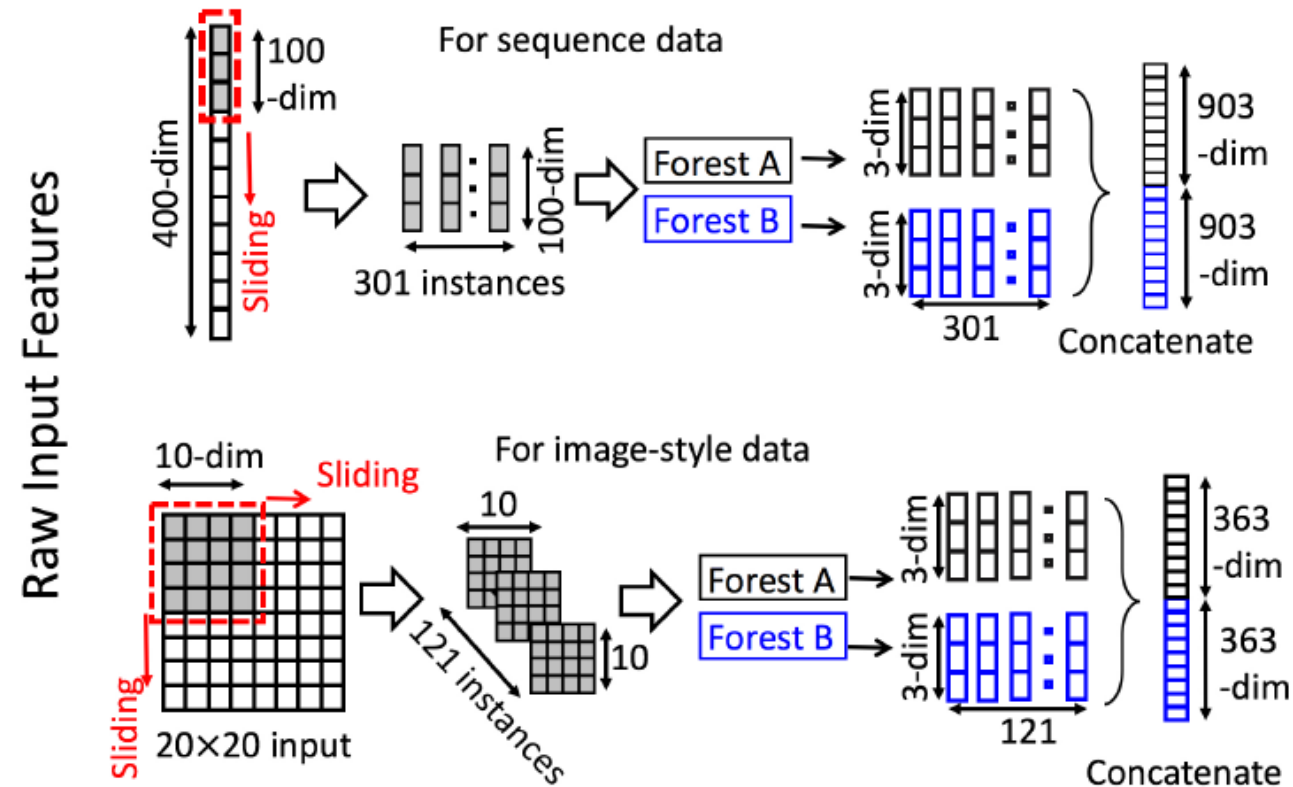 Raw Input Features
For sequence data
400-dim
100
-dim
Sliding
301 instances
100-dim
Forest A
Forest B
3-dim
3-dim
301
903
-dim
903
-dim
Concatenate
For image-style data
10-dim
Sliding
Sliding
20×20 input
10
10
121 instances
Forest A
Forest B
3-dim
3-dim
121
363
-dim
363
-dim
Concatenate